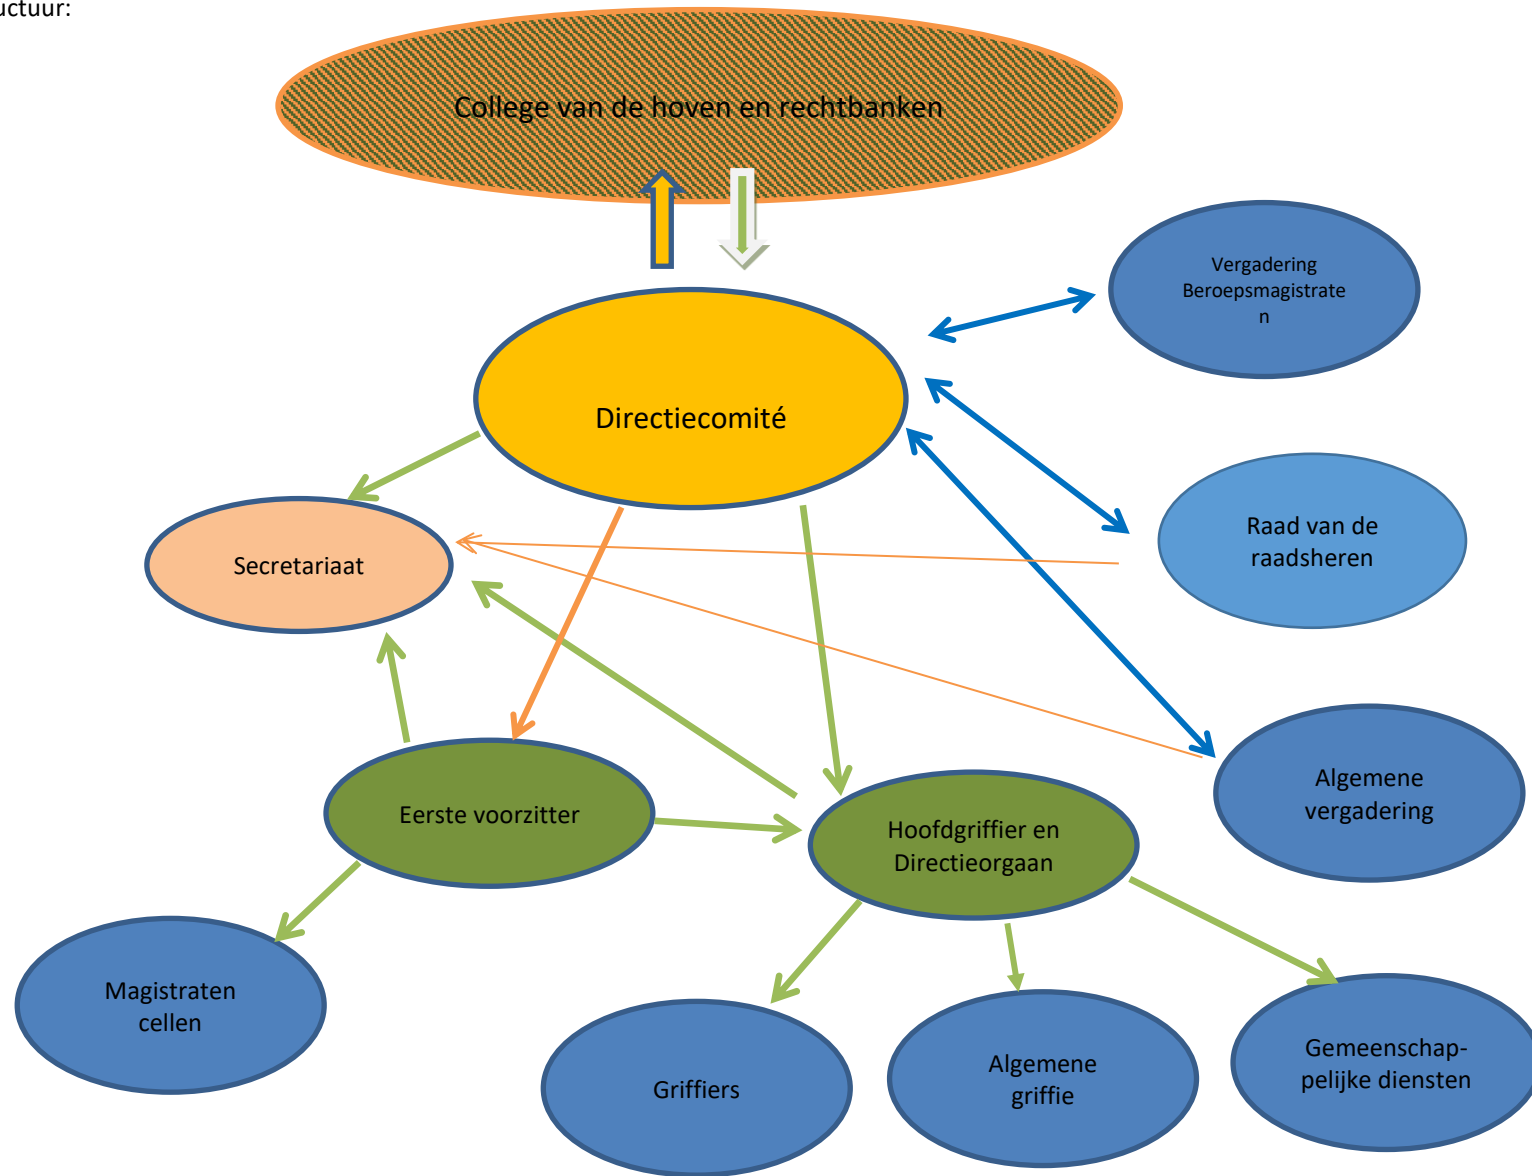 uctuur:
College van de hoven en rechtbanken
Vergadering
Beroepsmagistrate
n
Directiecomité
Raad van de
raadsheren
Secretariaat
Algemene
vergadering
Eerste voorzitter
Hoofdgriffier en
Directieorgaan
Magistraten
cellen
Griffiers
Algemene
griffie
Gemeenschap-
pelijke diensten